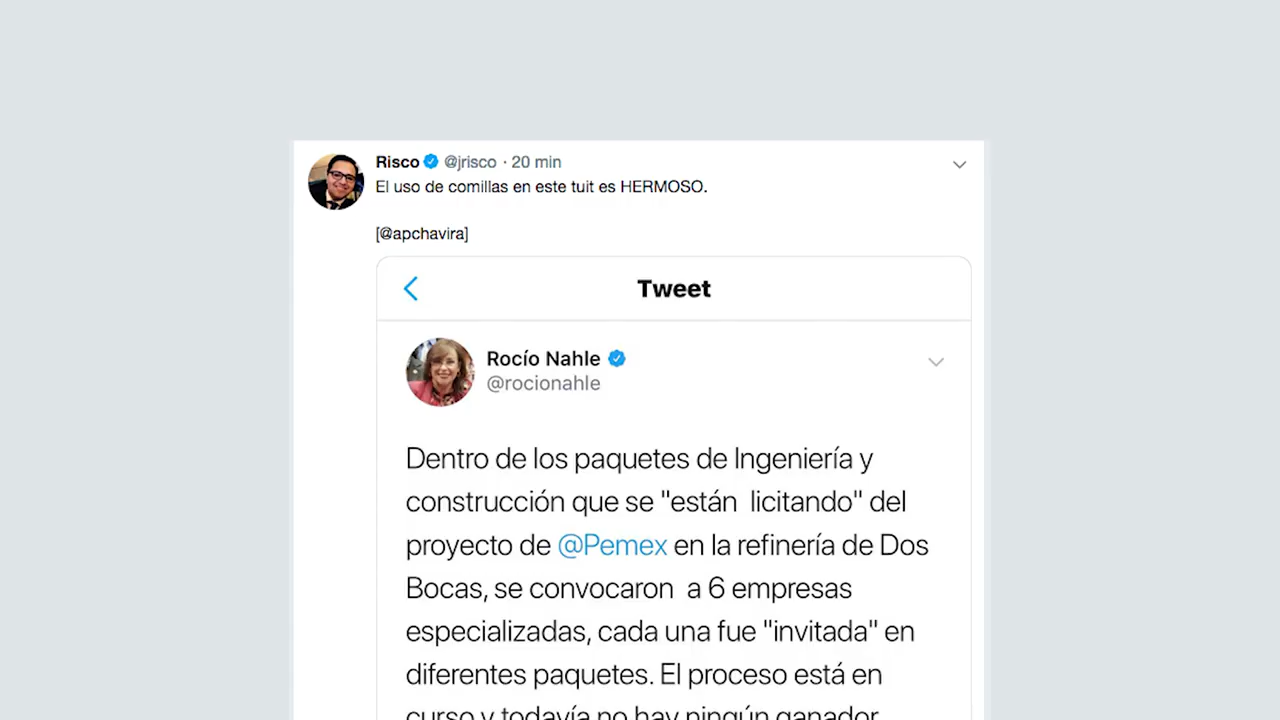 Risco @jrisco · 20 min
El uso de comillas en este tuit es HERMOSO.
[@apchavira]
Tweet
Rocío Nahle
@rocionahle
Dentro de los paquetes de Ingeniería y
construcción que se "están licitando" del
proyecto de @Pemex en la refinería de Dos
Bocas, se convocaron a 6 empresas
especializadas, cada una fue "invitada" en
diferentes paquetes. El proceso está en
curso y todavía no hay ningún ganador